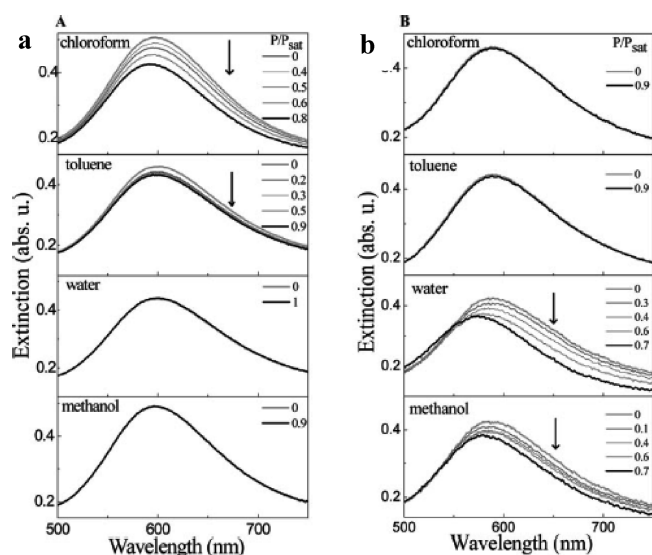 A
a
chloroform
P/Psat
0
0.4
0.5
0.6
0.8
0.4
0.2
toluene
0
0.2
0.3
0.5
0.9
0.4
0.2
water
0
1
0.4
0.2
methanol
0
0.9
0.4
0.2
500 600 700
Wavelength (nm)
Extinction (abs. u.)
B
b
chloroform
P/Psat
0
0.9
.4
0.2
toluene
0
0.9
0.4
0.2
water
0
0.3
0.4
0.6
0.7
0.4
0.2
methanol
0
0.1
0.4
0.6
0.7
0.4
0.2
500 600 700
Wavelength (nm)
Extinction (abs. u.)